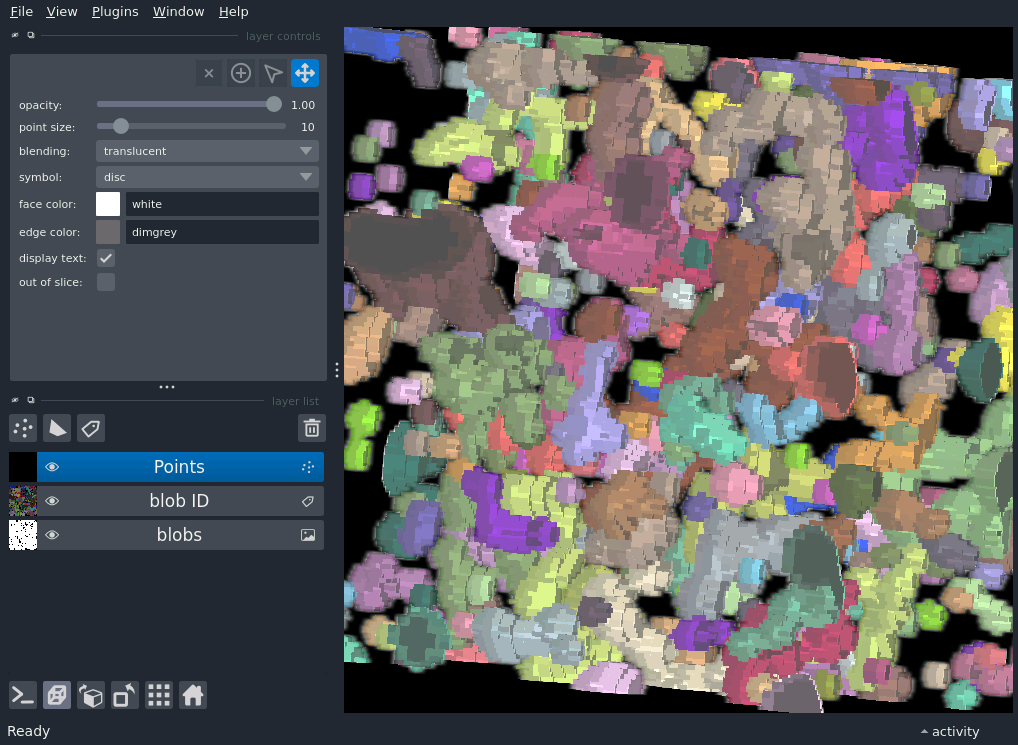 File View Plugins Window Help
layer controls
opacity: 1.00
point size: 10
blending: translucent
symbol: disc
face color: white
edge color: dimgrey
display text:
out of slice:
layer list
Points
blob ID
blobs
Ready
activity